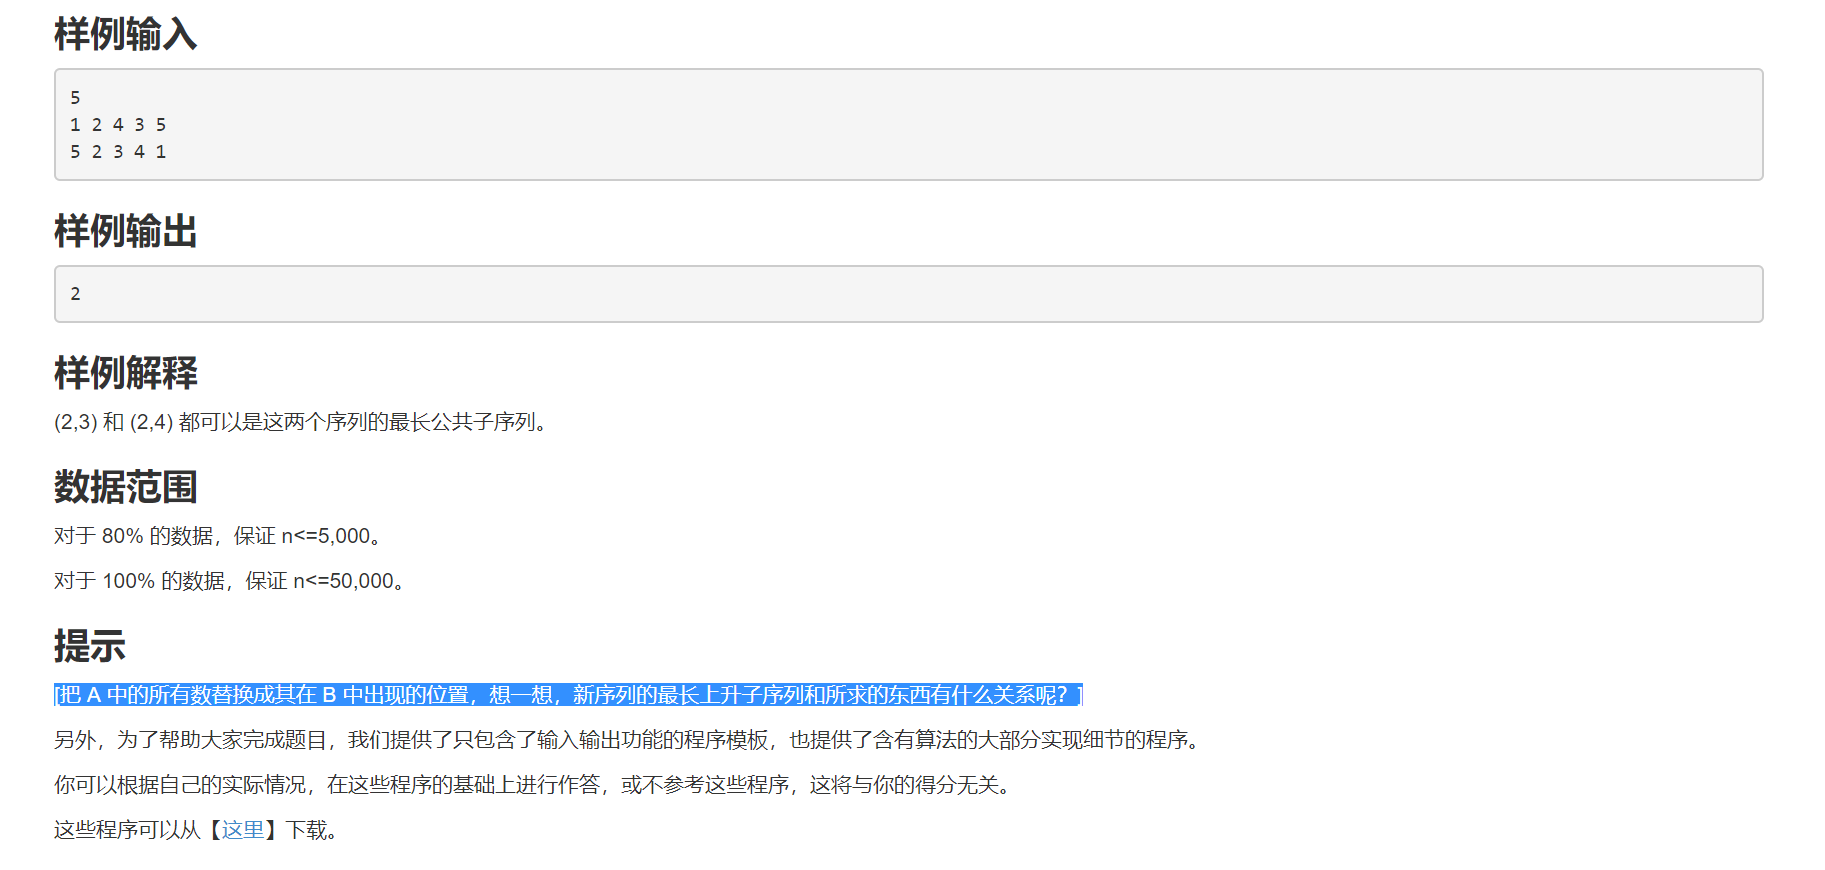 样例输入
5
1 2 4 3 5
5 2 3 4 1
样例输出
2
样例解释
(2,3) 和 (2,4) 都可以是这两个序列的最长公共子序列。
数据范围
对于 80% 的数据，保证 n<=5,000。
对于 100% 的数据，保证 n<=50,000。
提示
[把 A 中的所有数替换成其在 B 中出现的位置，想一想，新序列的最长上升子序列和所求的东西有什么关系呢？]
另外，为了帮助大家完成题目，我们提供了只包含了输入输出功能的程序模板，也提供了含有算法的大部分实现细节的程序。
你可以根据自己的实际情况，在这些程序的基础上进行作答，或不参考这些程序，这将与你的得分无关。
这些程序可以从【这里】下载。